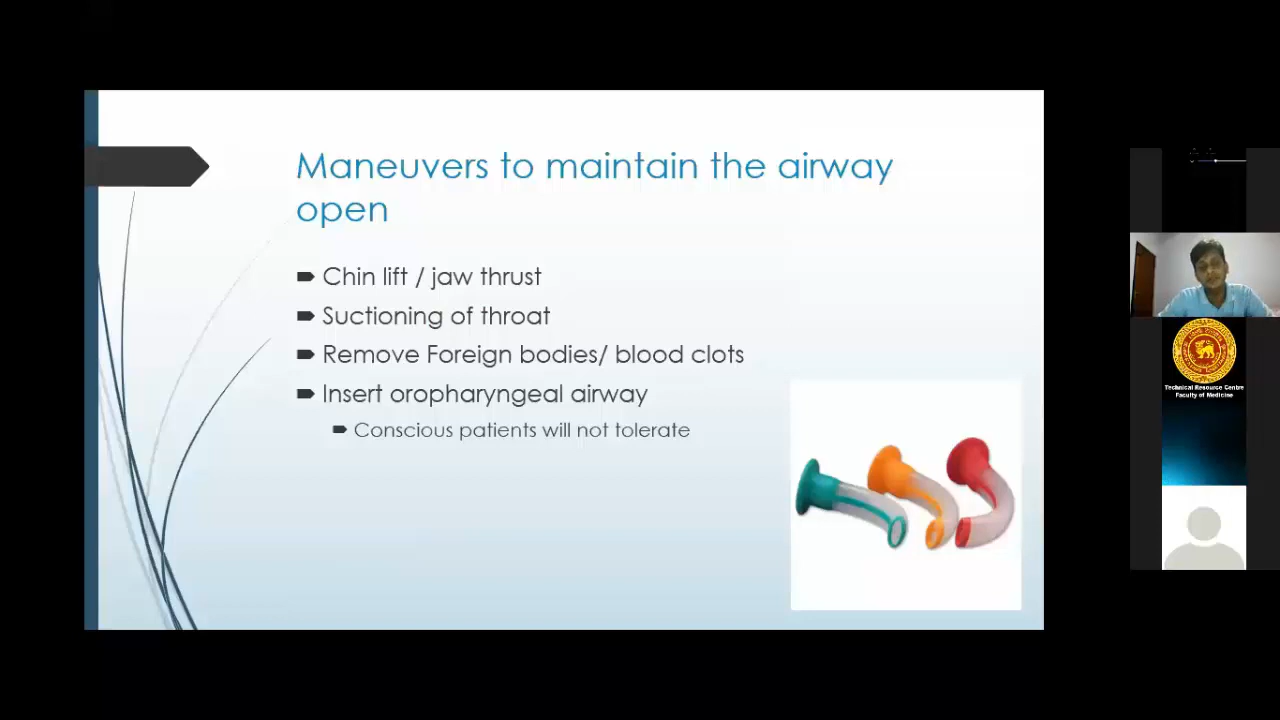 Maneuvers to maintain the airway
open
Chin lift / jaw thrust
Suctioning of throat
Remove Foreign bodies/ blood clots
Insert oropharyngeal airway
Conscious patients will not tolerate
Technical Resource Centre
Faculty of Medicine